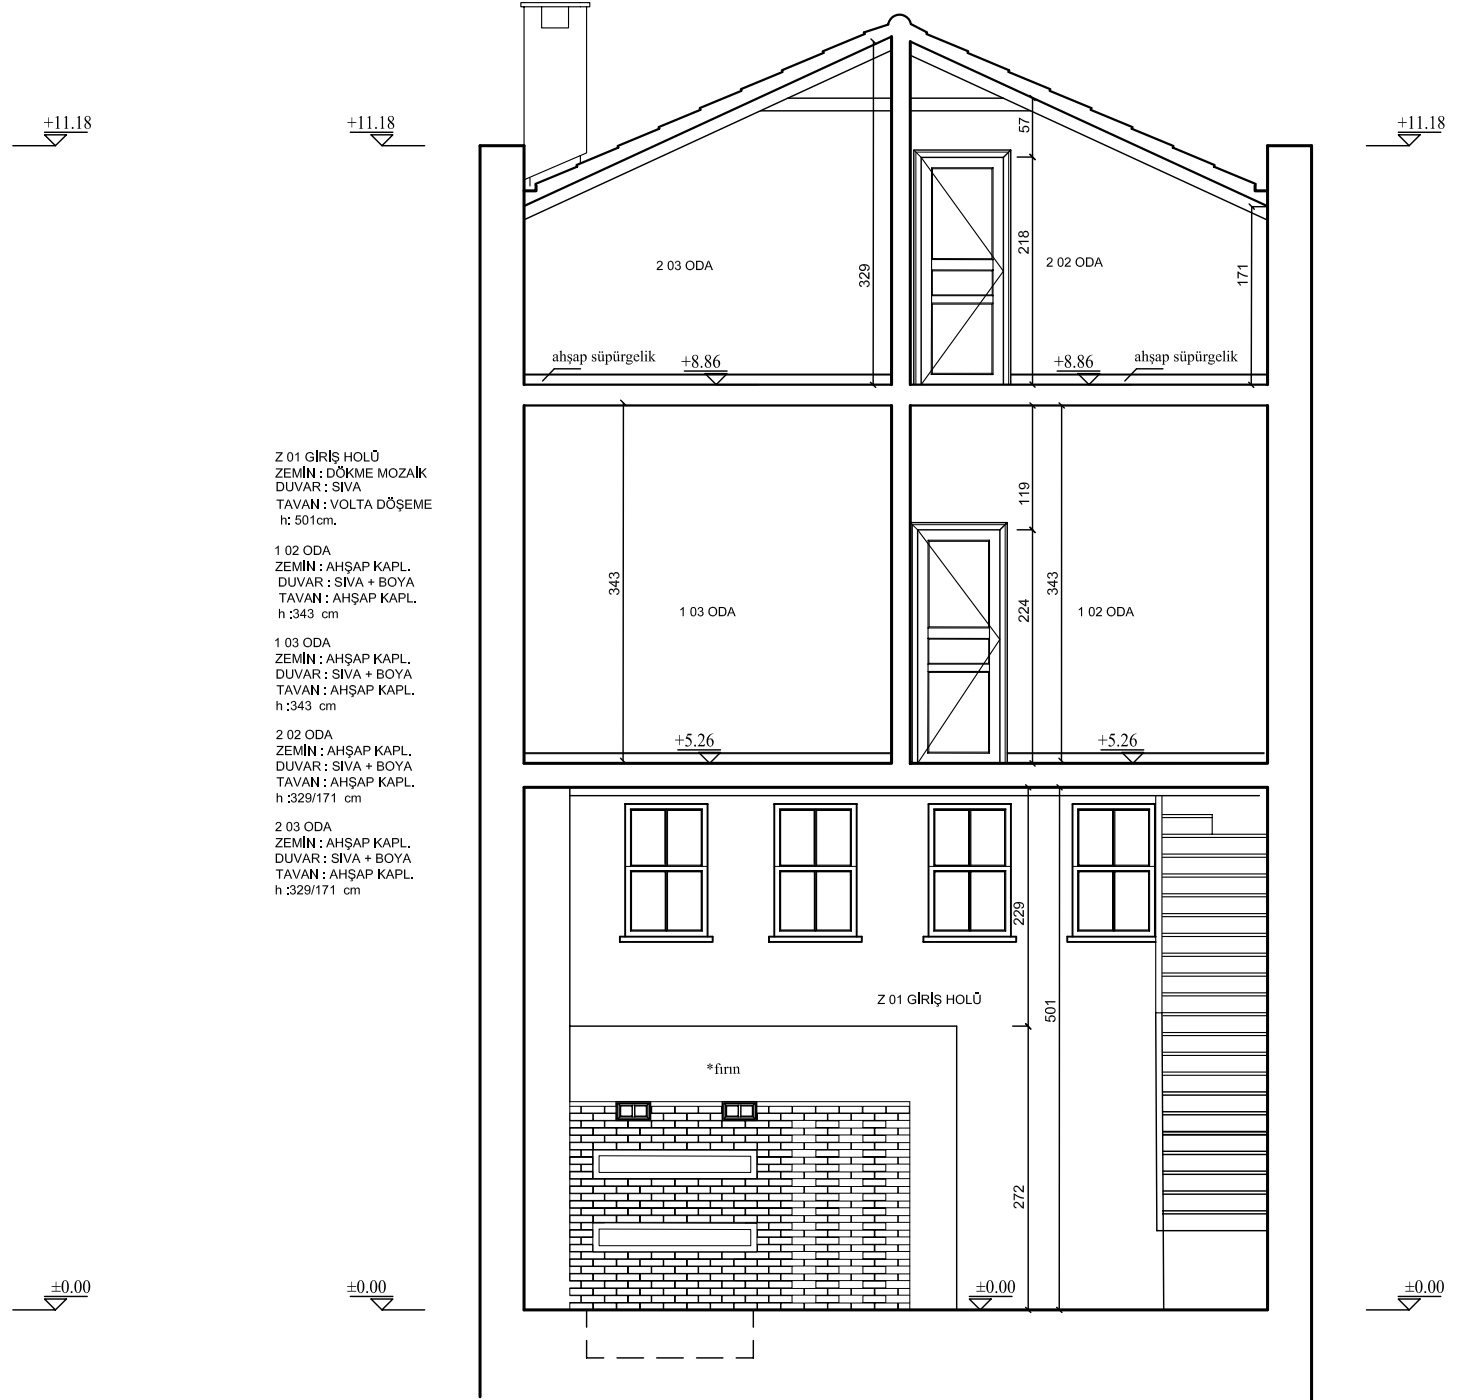 +11.18
+11.18
+11.18
57
218
329
171
2 03 ODA
2 02 ODA
ahşap süpürgelik
+8.86
+8.86
ahşap süpürgelik
Z 01 GİRİŞ HOLÜ
ZEMİN : DÖKME MOZAİK
DUVAR : SIVA
TAVAN : VOLTA DÖŞEME
h: 501cm.
1 02 ODA
ZEMİN : AHŞAP KAPL.
DUVAR : SIVA + BOYA
TAVAN : AHŞAP KAPL.
h :343 cm
1 03 ODA
ZEMİN : AHŞAP KAPL.
DUVAR : SIVA + BOYA
TAVAN : AHŞAP KAPL.
h :343 cm
2 02 ODA
ZEMİN : AHŞAP KAPL.
DUVAR : SIVA + BOYA
TAVAN : AHŞAP KAPL.
h :329/171 cm
2 03 ODA
ZEMİN : AHŞAP KAPL.
DUVAR : SIVA + BOYA
TAVAN : AHŞAP KAPL.
h :329/171 cm
119
343
224
343
1 03 ODA
1 02 ODA
+5.26
+5.26
229
Z 01 GİRİŞ HOLÜ
501
*fırın
272
±0.00
±0.00
±0.00
±0.00